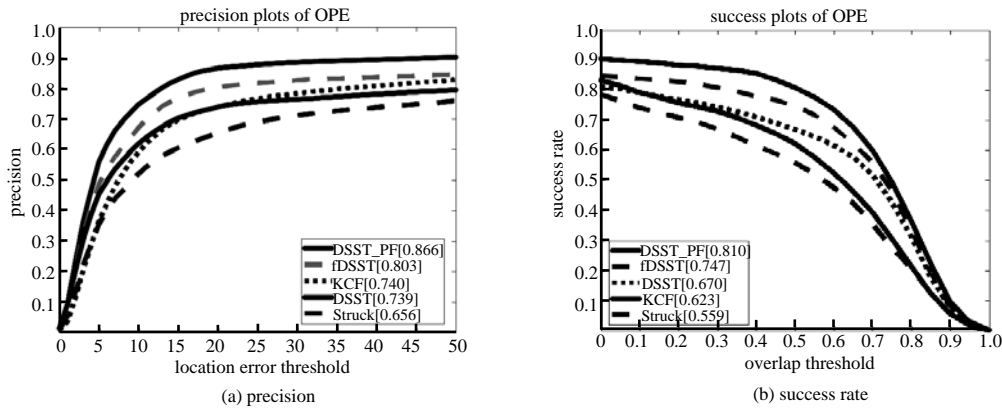 precision plots of OPE
1.0
0.9
0.8
0.7
0.6
0.5
0.4
0.3
0.2
0.1
precision
DSST_PF[0.866]
fDSST[0.803]
KCF[0.740]
DSST[0.739]
Struck[0.656]
0 5 10 15 20 25 30 35 40 45 50
location error threshold
(a) precision
success plots of OPE
1.0
0.9
0.8
0.7
0.6
0.5
0.4
0.3
0.2
0.1
success rate
DSST_PF[0.810]
fDSST[0.747]
DSST[0.670]
KCF[0.623]
Struck[0.559]
0 0.1 0.2 0.3 0.4 0.5 0.6 0.7 0.8 0.9 1.0
overlap threshold
(b) success rate